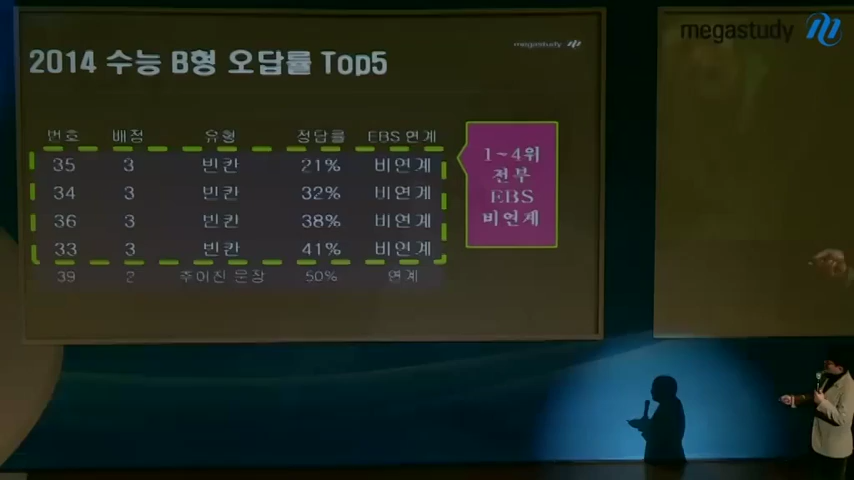 megastudy
megastudy
2014 수능 B형 오답률 Top5
번호 배점 유형 정답률 EBS 연계
35 3 빈칸 21% 비연계
34 3 빈칸 32% 비연계
36 3 빈칸 38% 비연계
33 3 빈칸 41% 비연계
39 2 주어진 문장 50% 연계
1~4위
전부
EBS
비연계